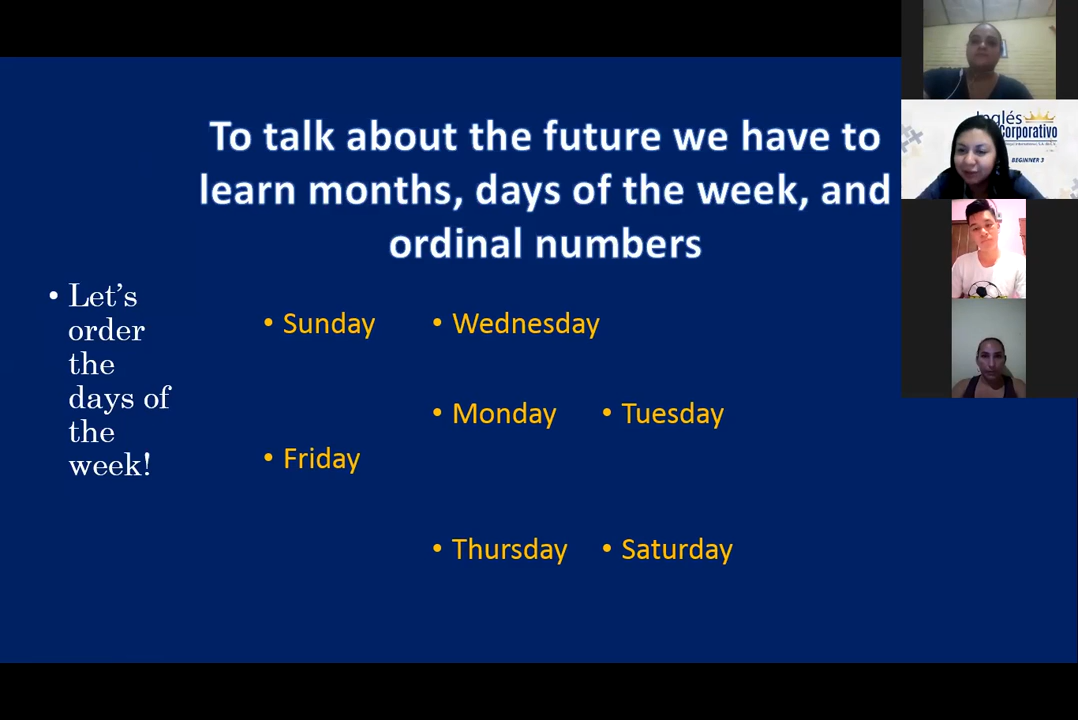 To talk about the future we have to
learn months, days of the week, and
ordinal numbers
• Let's
order
the
days of
the
week!
• Sunday
• Wednesday
• Monday
• Tuesday
• Friday
• Thursday
• Saturday
Inglés
Corporativo
BEGINNER 3